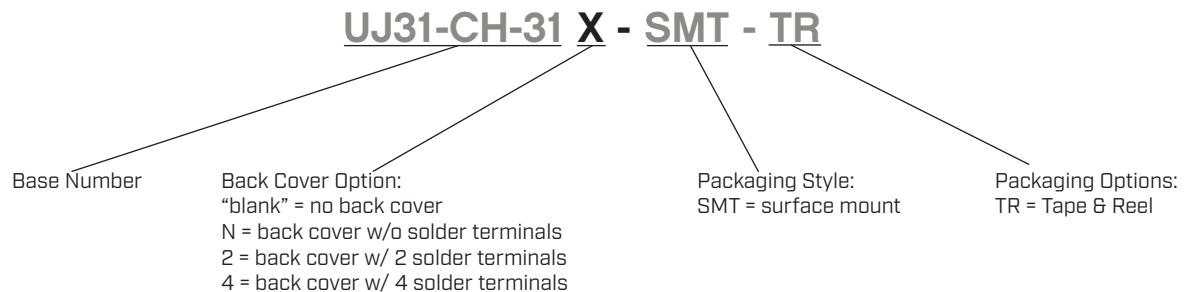 UJ31-CH-31 X - SMT - TR
Base Number
Back Cover Option:
“blank” = no back cover
N = back cover w/o solder terminals
2 = back cover w/ 2 solder terminals
4 = back cover w/ 4 solder terminals
Packaging Style:
SMT = surface mount
Packaging Options:
TR = Tape & Reel